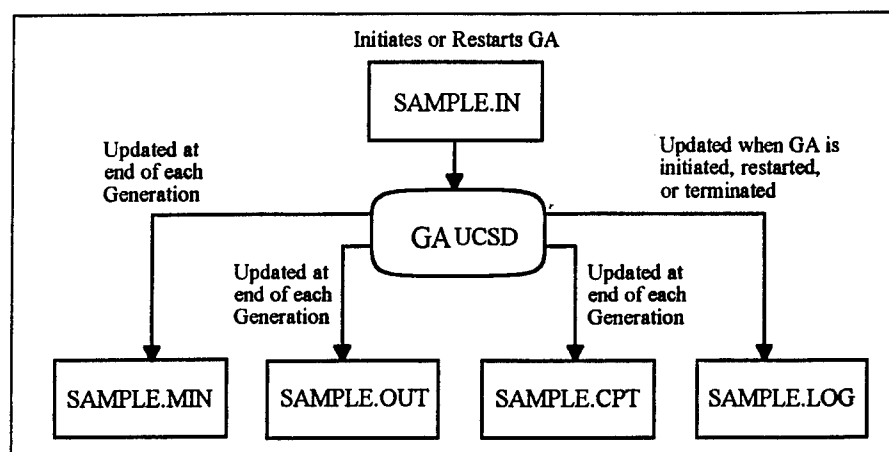 Initiates or Restarts GA
SAMPLE.IN
Updated at
end of each
Generation
Updated when GA is
initiated, restarted,
or terminated
GA UCSD
Updated at
end of each
Generation
Updated at
end of each
Generation
SAMPLE.MIN
SAMPLE.OUT
SAMPLE.CPT
SAMPLE.LOG